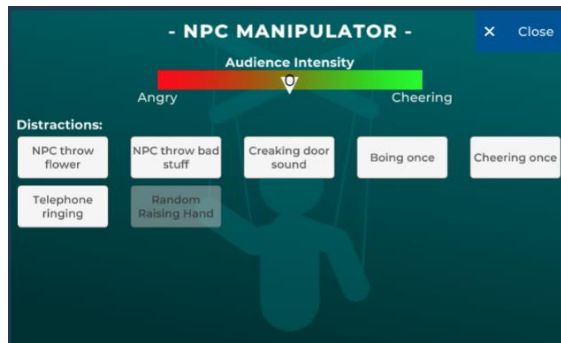 - NPC MANIPULATOR -
× Close
Audience Intensity
0
Angry Cheering
Distractions:
NPC throw flower NPC throw bad stuff Creaking door sound Boing once Cheering once
Telephone ringing Random Raising Hand